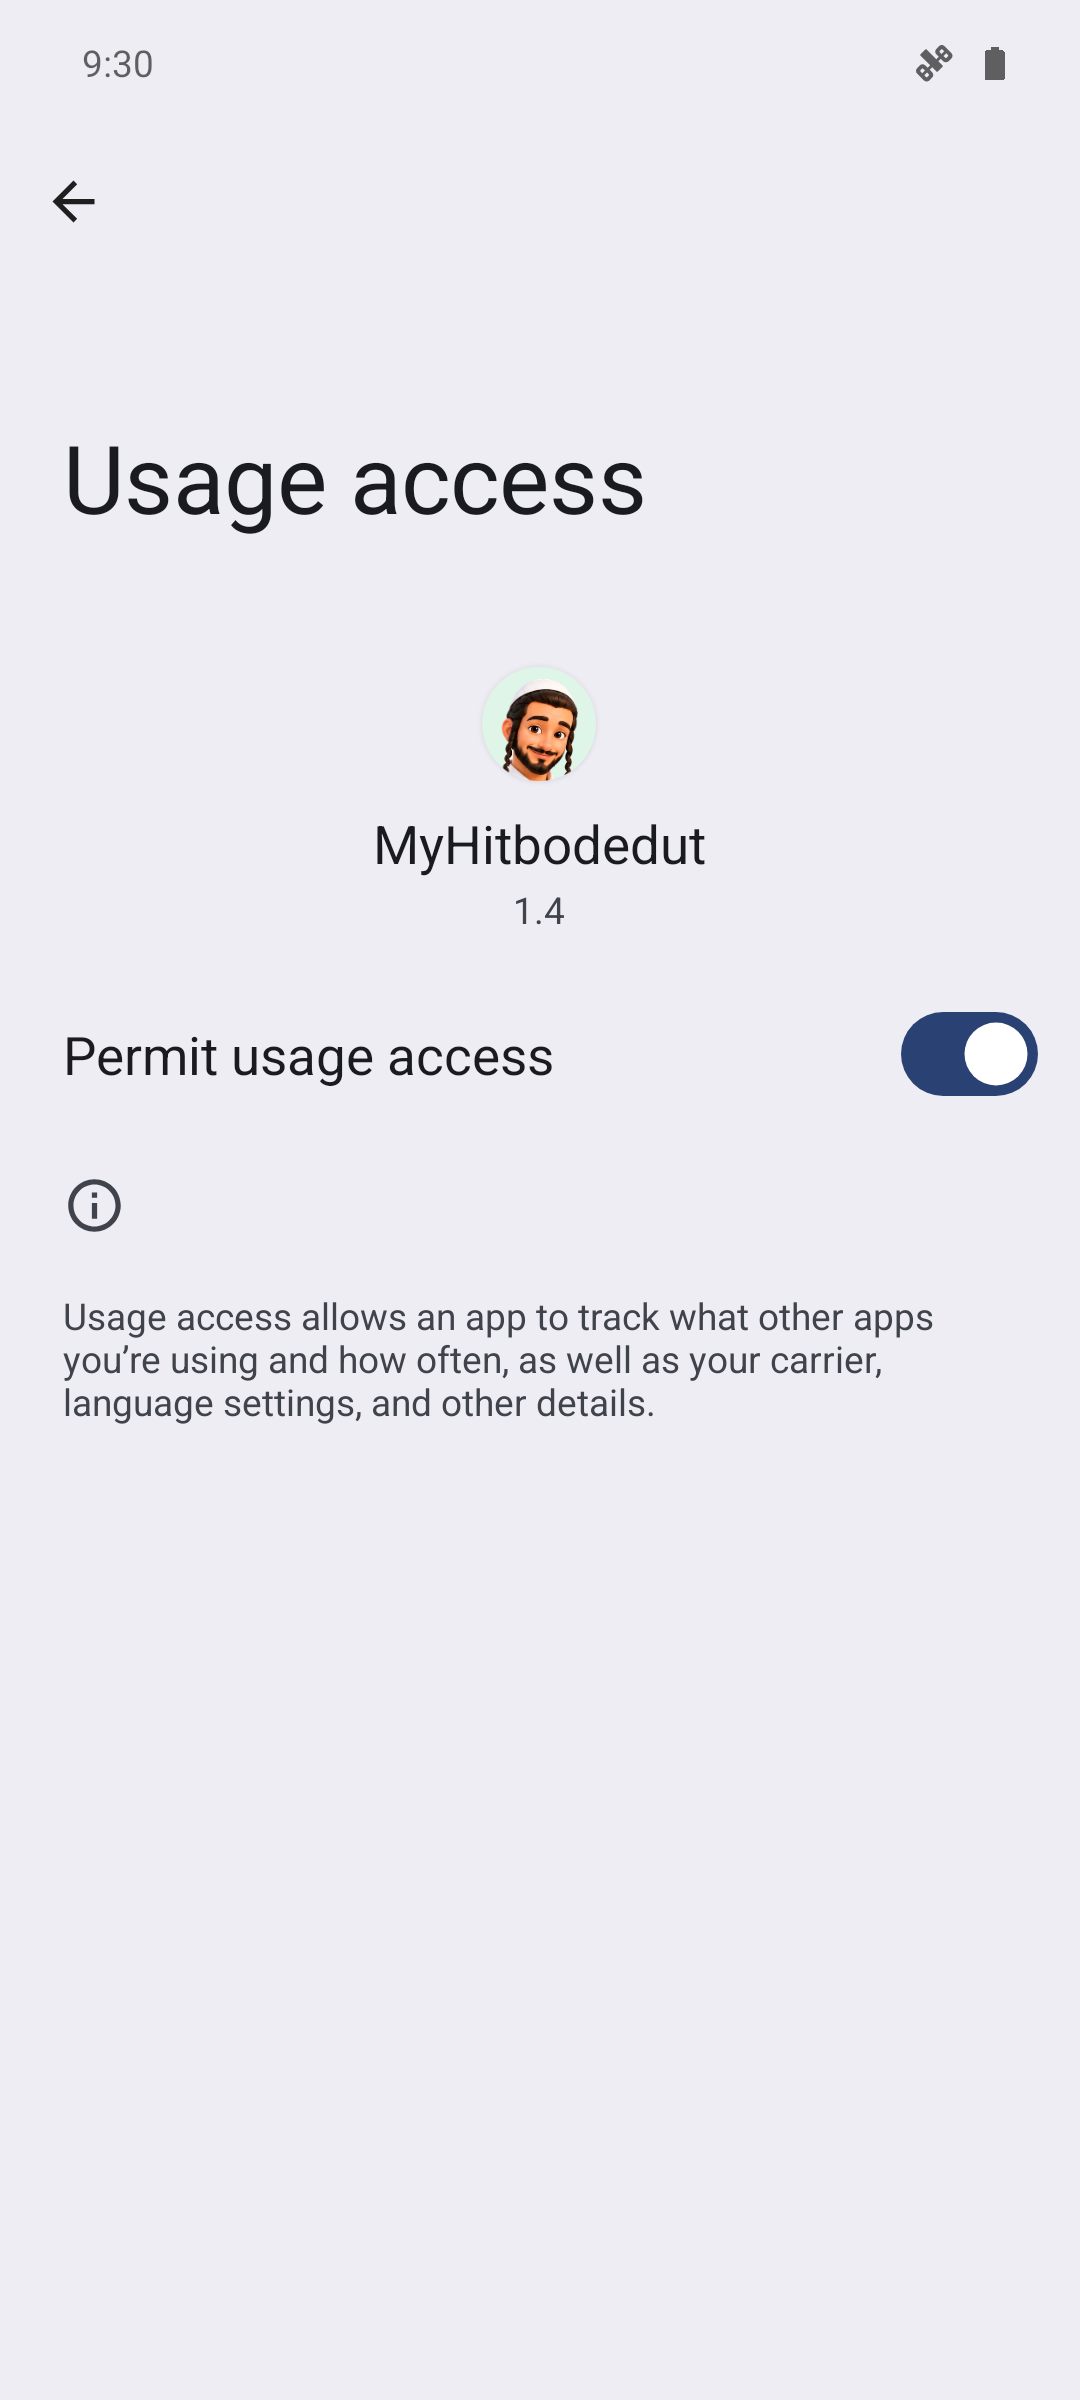 9:30
Usage access
MyHitbodedut
1.4
Permit usage access
Usage access allows an app to track what other apps
you’re using and how often, as well as your carrier,
language settings, and other details.